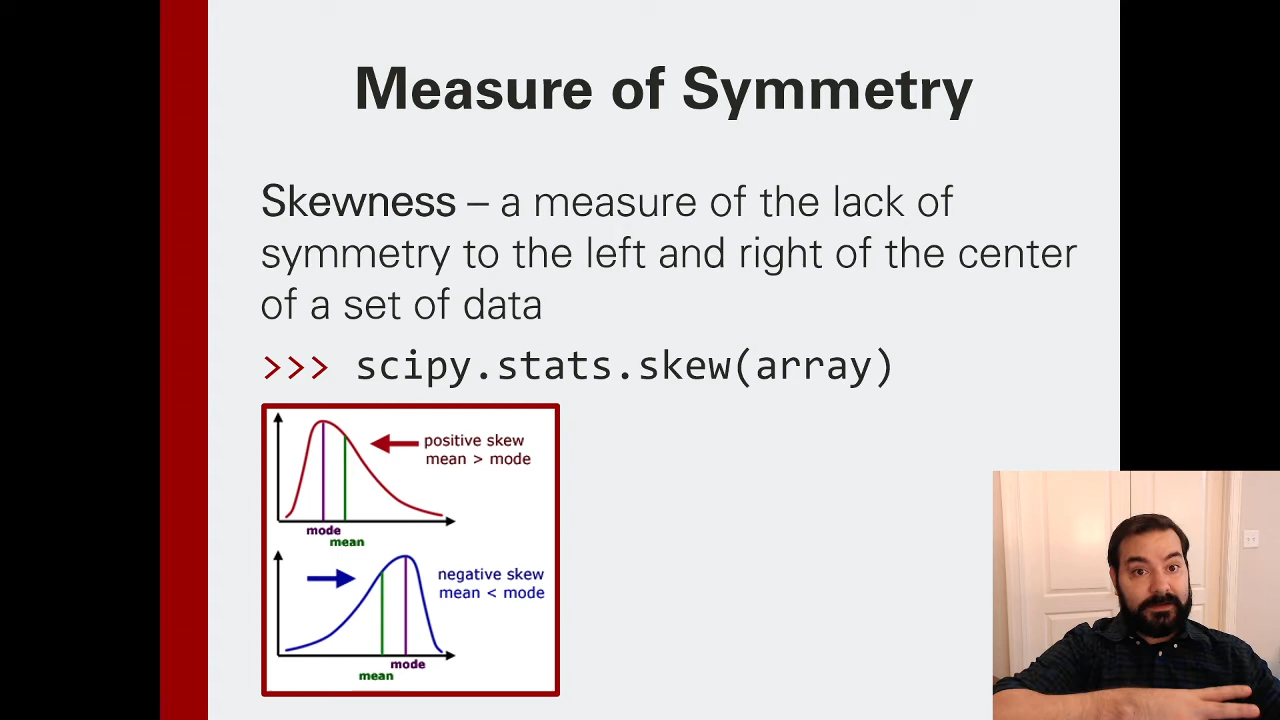 Measure of Symmetry
Skewness – a measure of the lack of
symmetry to the left and right of the center
of a set of data
>>> scipy.stats.skew(array)
positive skew
mean > mode
mode
mean
negative skew
mean < mode
mode
mean